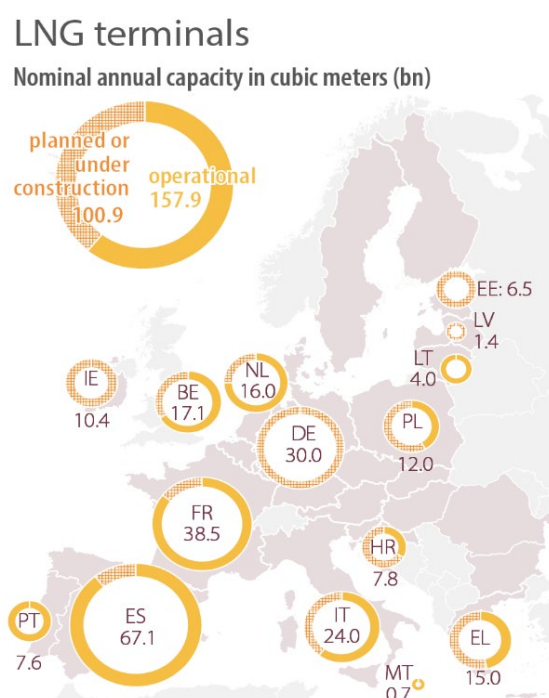 LNG terminals
Nominal annual capacity in cubic meters (bn)
planned or
under
construction
100.9
operational
157.9
EE: 6.5
LV
1.4
LT
4.0
IE
10.4
BE
17.1
NL
16.0
DE
30.0
PL
12.0
FR
38.5
HR
7.8
PT
7.6
ES
67.1
IT
24.0
EL
15.0
MT
0.7